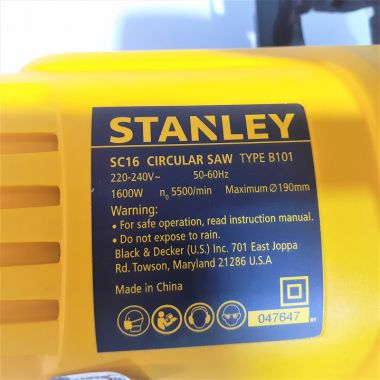 STANLEY
SC16 CIRCULAR SAW TYPE B101
220-240V~ 50-60Hz
1600W n₀ 5500/min Maximum Ø190mm
Warning:
• For safe operation, read instruction manual.
• Do not expose to rain.
Black & Decker (U.S.) Inc. 701 East Joppa
Rd. Towson, Maryland 21286 U.S.A
Made in China
047647